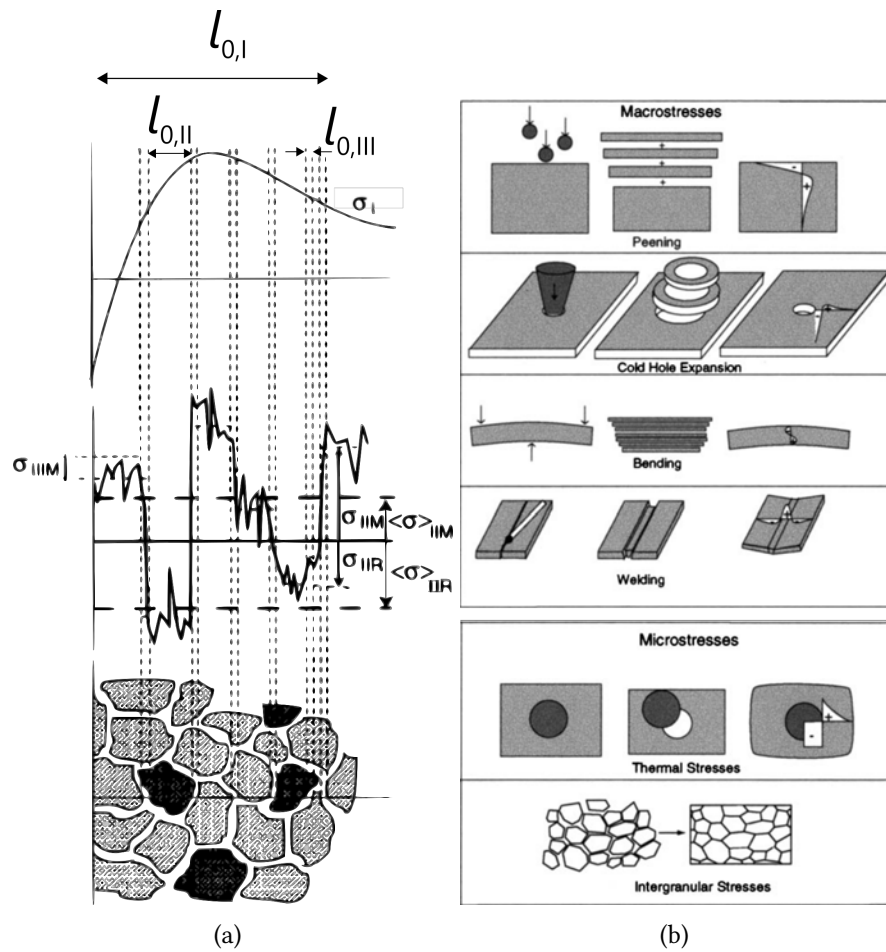 l0,I
l0,II
l0,III
σI
σIIIM
σIIM <σ>IIM
σIIR <σ>IIR
(a)
Macrostresses
Peening
Cold Hole Expansion
Bending
Welding
Microstresses
Thermal Stresses
Intergranular Stresses
(b)